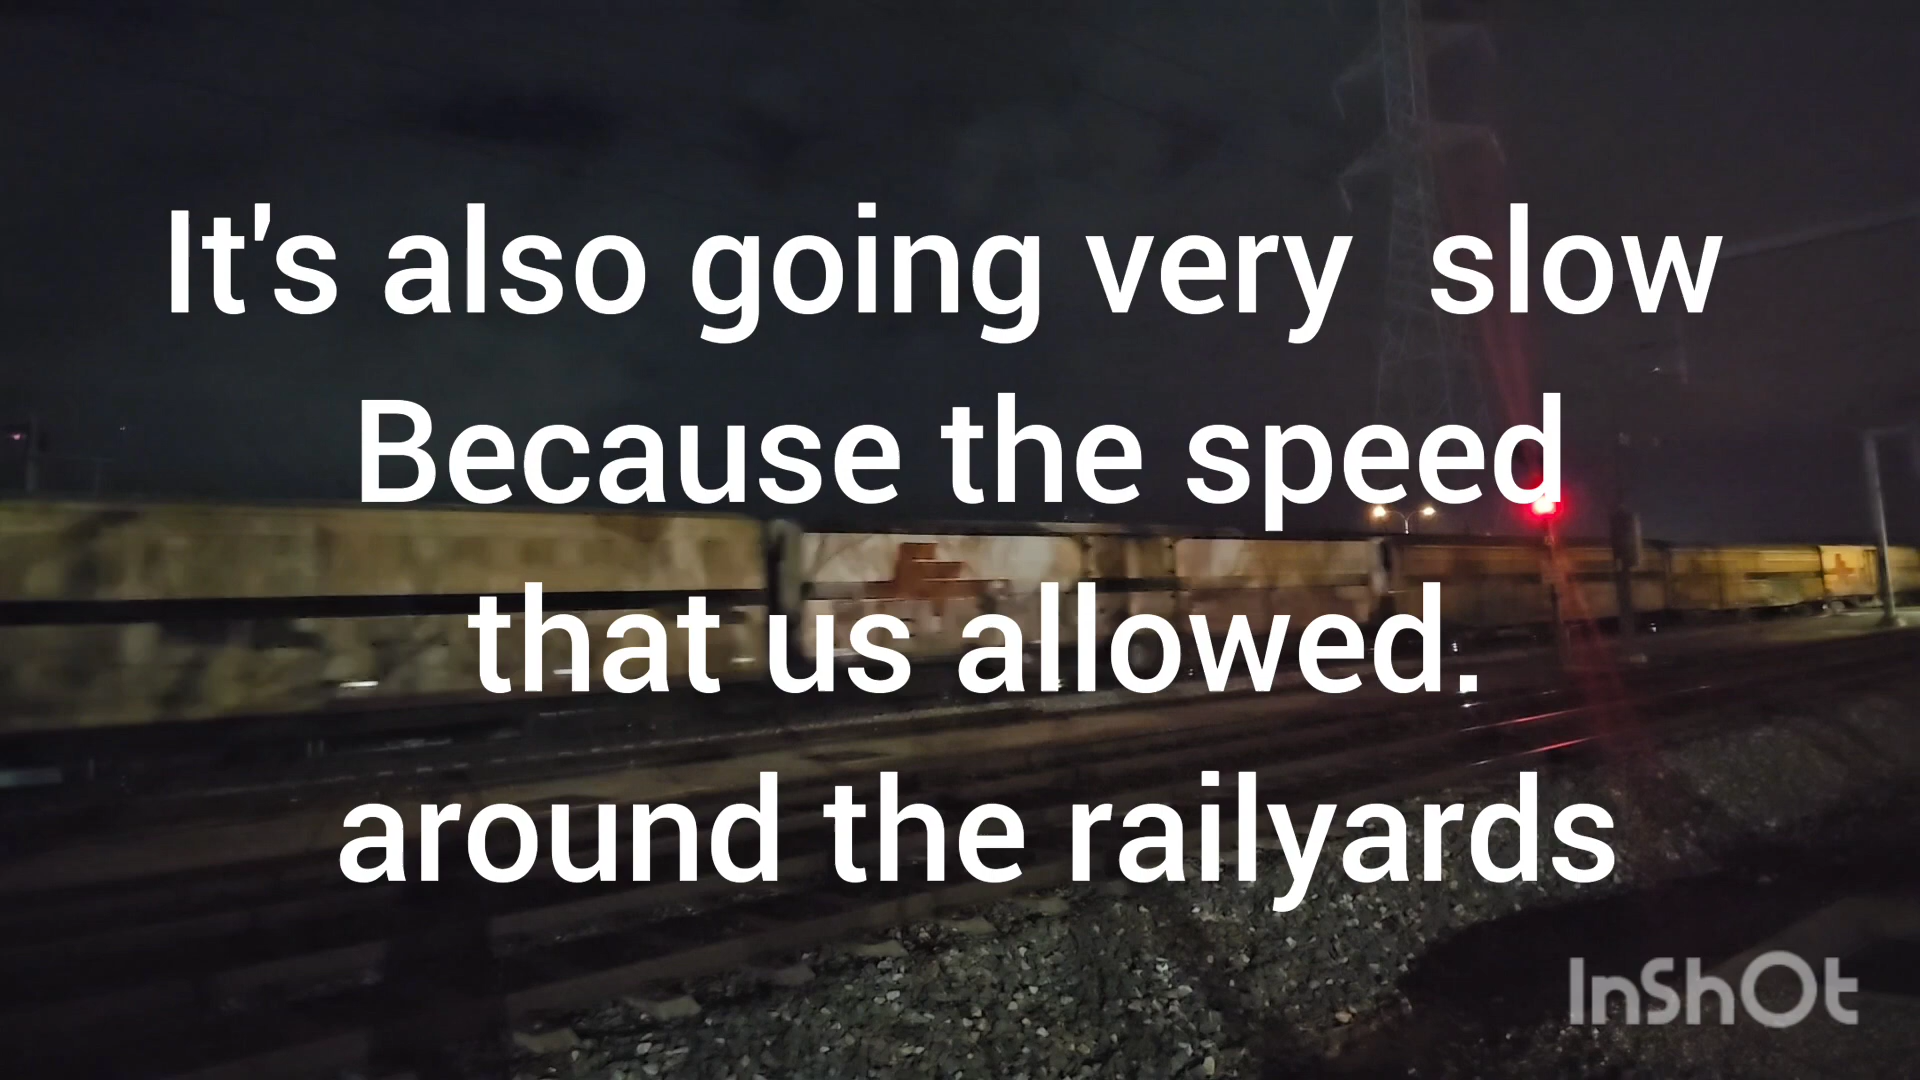 It's also going very  slow
Because the speed
that us allowed.
around the railyards
InShOt